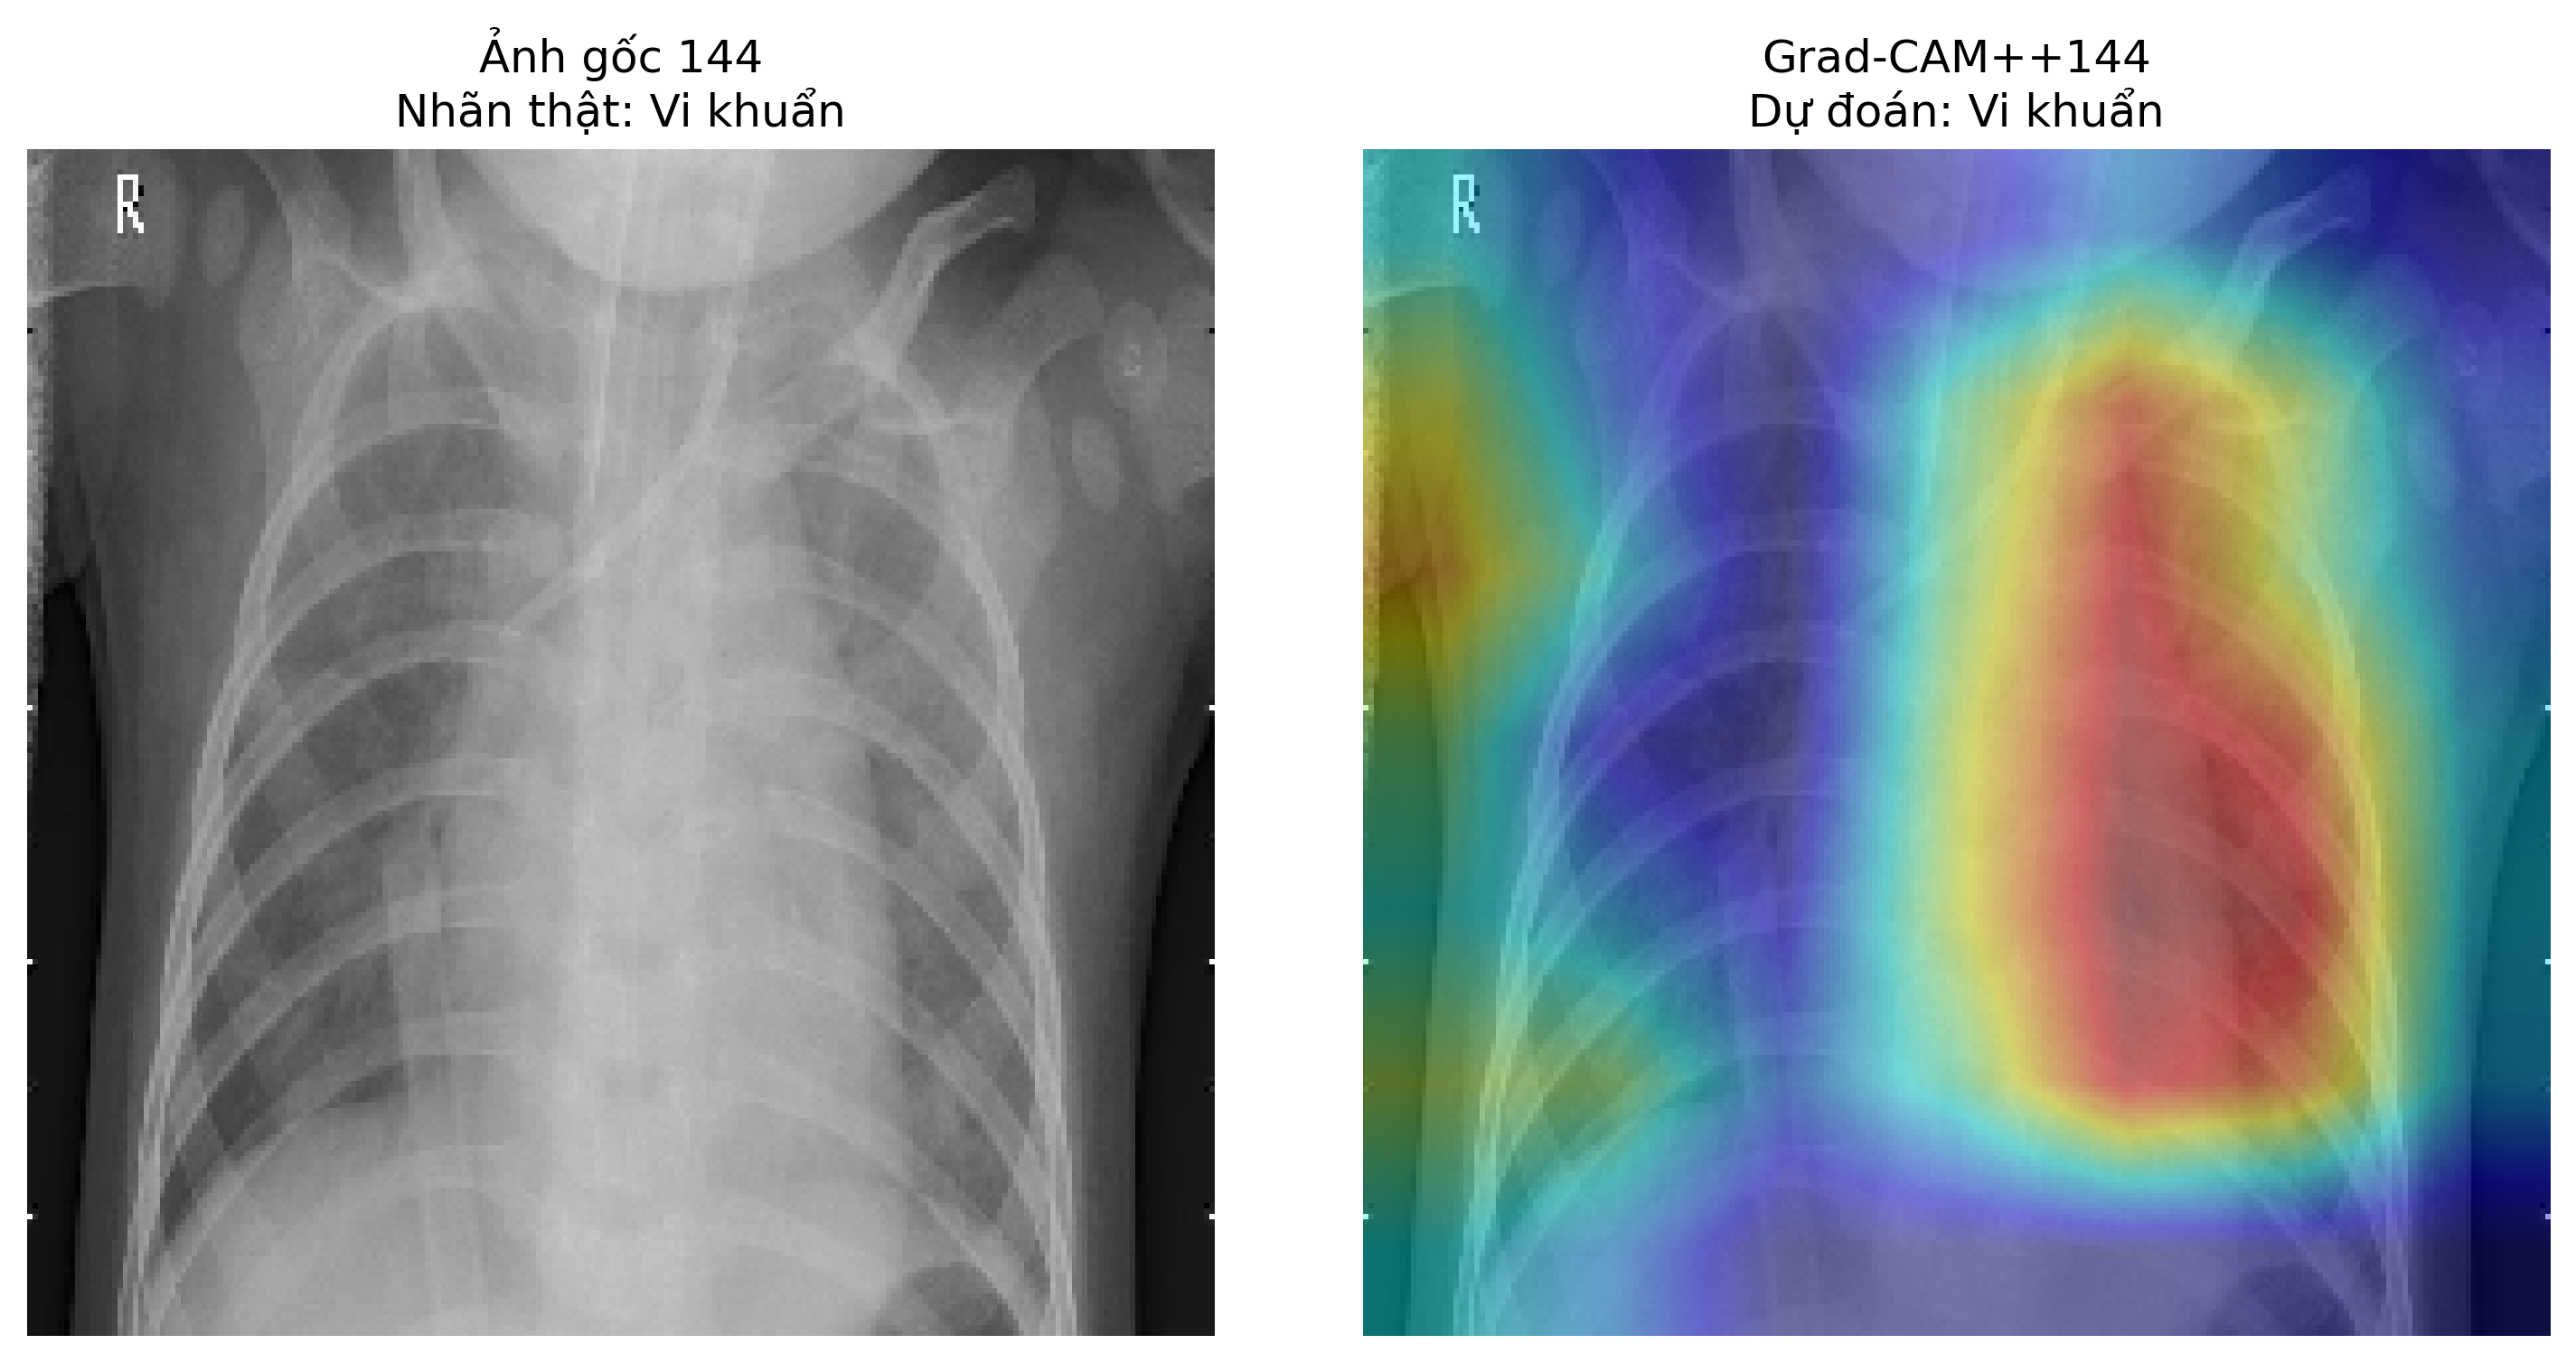 Ảnh gốc 144
Nhãn thật: Vi khuẩn
R
Grad-CAM++144
Dự đoán: Vi khuẩn
R